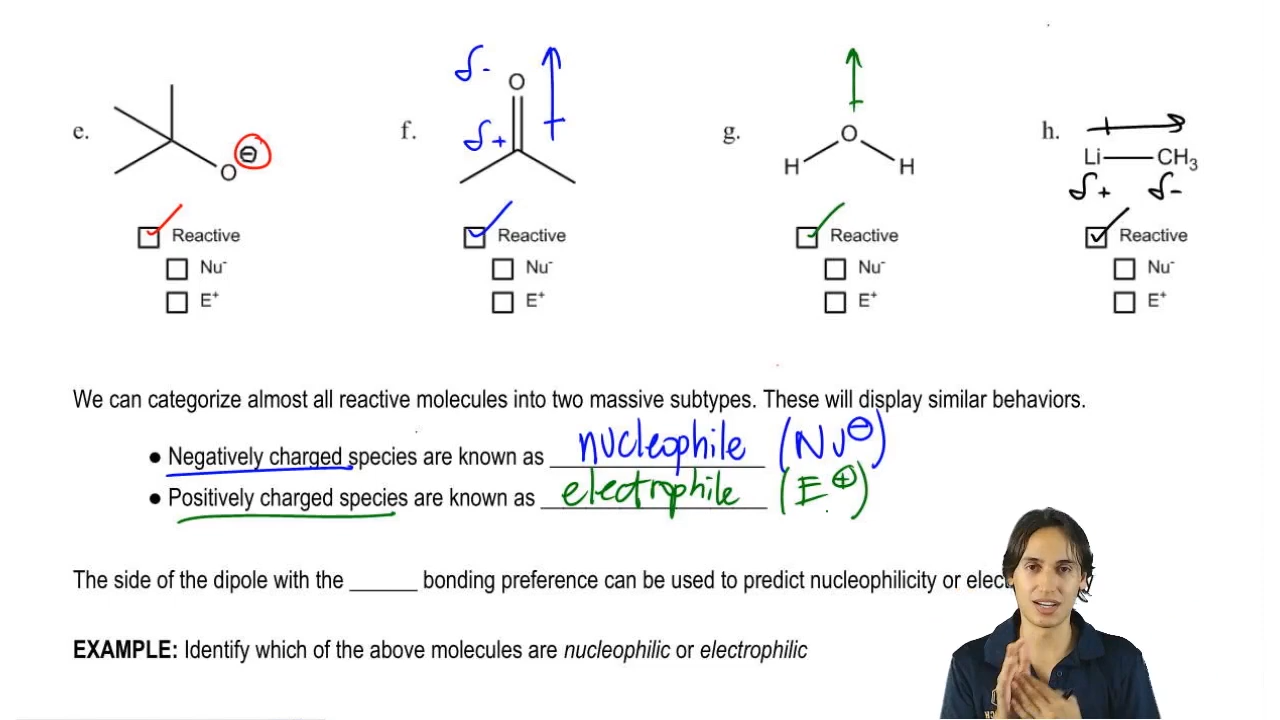 δ-
O
δ+
e.
f.
g.
h.
⊖
O
O
H
H
Li
CH₃
δ+
δ-
Reactive
Reactive
Reactive
Reactive
Nu⁻
Nu⁻
Nu⁻
Nu⁻
E⁺
E⁺
E⁺
E⁺
We can categorize almost all reactive molecules into two massive subtypes. These will display similar behaviors.
● Negatively charged species are known as nucleophile (Nu⊖)
● Positively charged species are known as electrophile (E⊕)
The side of the dipole with the ______ bonding preference can be used to predict nucleophilicity or
EXAMPLE: Identify which of the above molecules are nucleophilic or electrophilic